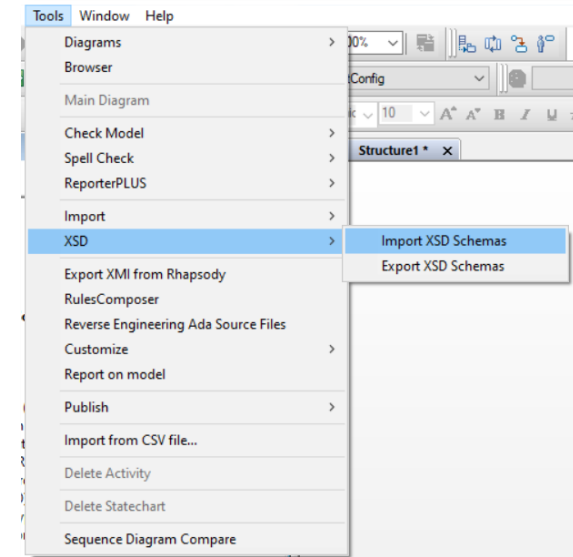 Tools Window Help
Diagrams
Browser
Main Diagram
Check Model
Spell Check
ReporterPLUS
Import
XSD
Export XMI from Rhapsody
RulesComposer
Reverse Engineering Ada Source Files
Customize
Report on model
Publish
Import from CSV file...
Delete Activity
Delete Statechart
Sequence Diagram Compare
00%
Config
10 A A B I U
Structure1 *
Import XSD Schemas
Export XSD Schemas